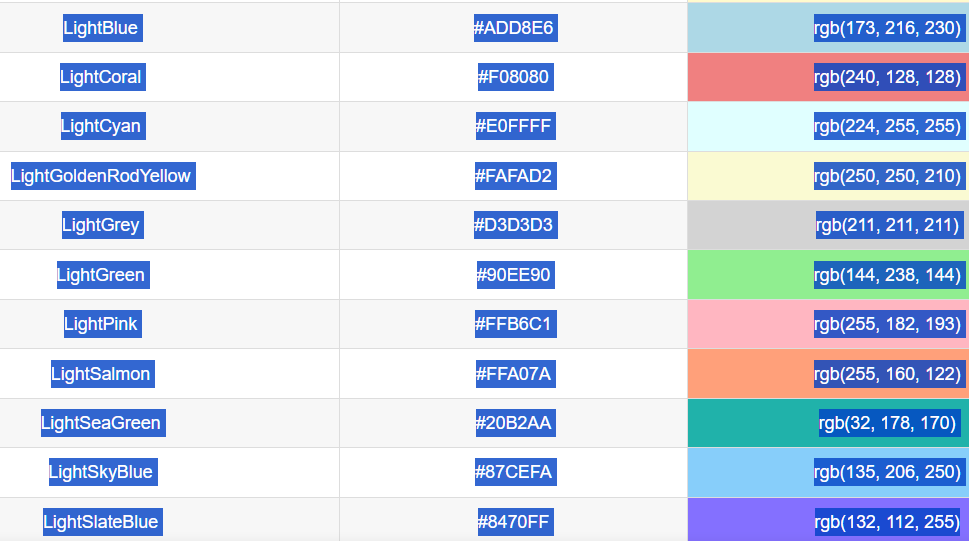 LightBlue #ADD8E6 rgb(173, 216, 230)
LightCoral #F08080 rgb(240, 128, 128)
LightCyan #E0FFFF rgb(224, 255, 255)
LightGoldenRodYellow #FAFAD2 rgb(250, 250, 210)
LightGrey #D3D3D3 rgb(211, 211, 211)
LightGreen #90EE90 rgb(144, 238, 144)
LightPink #FFB6C1 rgb(255, 182, 193)
LightSalmon #FFA07A rgb(255, 160, 122)
LightSeaGreen #20B2AA rgb(32, 178, 170)
LightSkyBlue #87CEFA rgb(135, 206, 250)
LightSlateBlue #8470FF rgb(132, 112, 255)